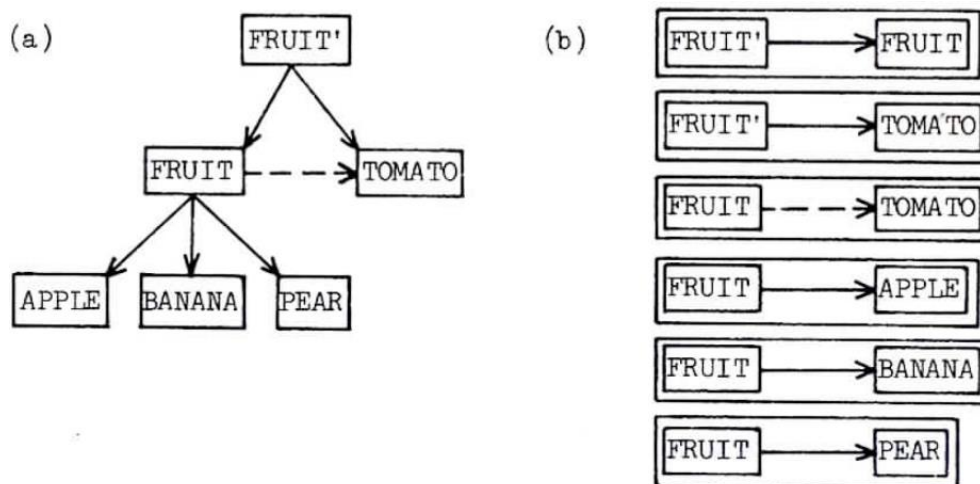 (a)
FRUIT'
FRUIT
TOMATO
APPLE
BANANA
PEAR
(b)
FRUIT' FRUIT
FRUIT' TOMATO
FRUIT TOMATO
FRUIT APPLE
FRUIT BANANA
FRUIT PEAR